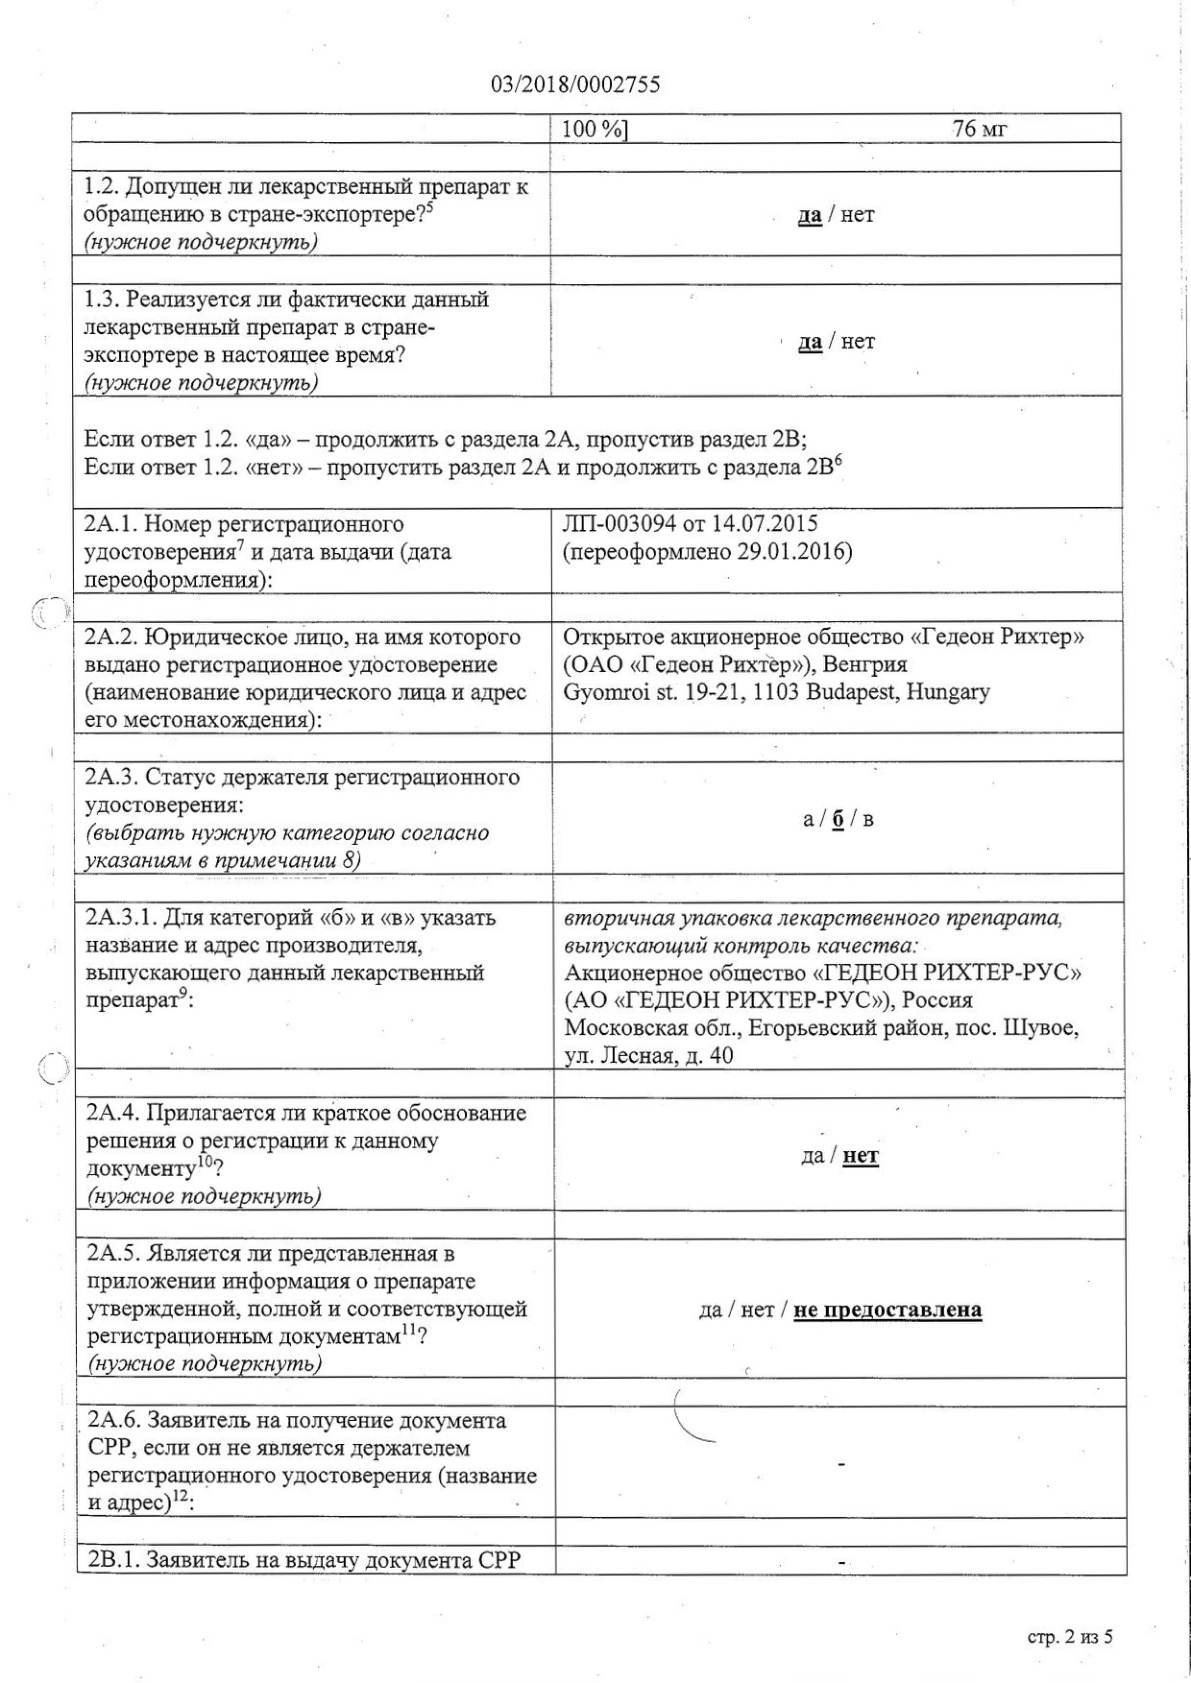 03/2018/0002755
100 %] 76 мг
1.2. Допущен ли лекарственный препарат к
обращению в стране-экспортере?⁵
(нужное подчеркнуть)
да / нет
1.3. Реализуется ли фактически данный
лекарственный препарат в стране-
экспортере в настоящее время?
(нужное подчеркнуть)
да / нет
Если ответ 1.2. «да» – продолжить с раздела 2А, пропустив раздел 2В;
Если ответ 1.2. «нет» – пропустить раздел 2А и продолжить с раздела 2В⁶
2А.1. Номер регистрационного
удостоверения⁷ и дата выдачи (дата
переоформления):
ЛП-003094 от 14.07.2015
(переоформлено 29.01.2016)
2А.2. Юридическое лицо, на имя которого
выдано регистрационное удостоверение
(наименование юридического лица и адрес
его местонахождения):
Открытое акционерное общество «Гедеон Рихтер»
(ОАО «Гедеон Рихтер»), Венгрия
Gyomroi st. 19-21, 1103 Budapest, Hungary
2А.3. Статус держателя регистрационного
удостоверения:
(выбрать нужную категорию согласно
указаниям в примечании 8)
а / б / в
2А.3.1. Для категорий «б» и «в» указать
название и адрес производителя,
выпускающего данный лекарственный
препарат⁹:
вторичная упаковка лекарственного препарата,
выпускающий контроль качества:
Акционерное общество «ГЕДЕОН РИХТЕР-РУС»
(АО «ГЕДЕОН РИХТЕР-РУС»), Россия
Московская обл., Егорьевский район, пос. Шувое,
ул. Лесная, д. 40
2А.4. Прилагается ли краткое обоснование
решения о регистрации к данному
документу¹⁰?
(нужное подчеркнуть)
да / нет
2А.5. Является ли представленная в
приложении информация о препарате
утвержденной, полной и соответствующей
регистрационным документам¹¹?
(нужное подчеркнуть)
да / нет / не предоставлена
2А.6. Заявитель на получение документа
СРР, если он не является держателем
регистрационного удостоверения (название
и адрес)¹²:
-
2В.1. Заявитель на выдачу документа СРР
-
стр. 2 из 5